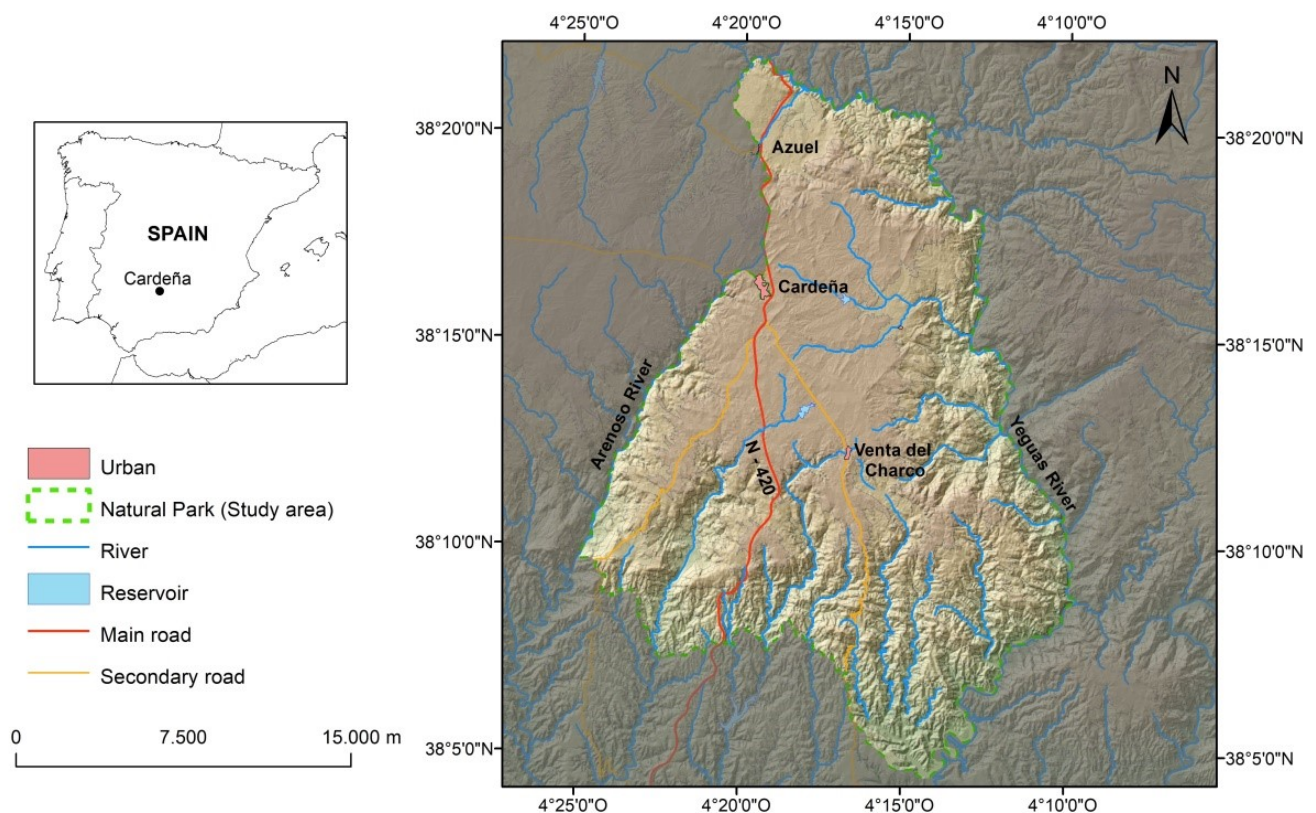 4°25'0"O
4°20'0"O
4°15'0"O
4°10'0"O
N
38°20'0"N
38°20'0"N
Azuel
SPAIN
Cardeña
Cardeña
38°15'0"N
38°15'0"N
Arenoso River
Yeguas River
N - 420
Venta del
Charco
Urban
Natural Park (Study area)
River
Reservoir
Main road
Secondary road
38°10'0"N
38°10'0"N
0
7.500
15.000 m
38°5'0"N
38°5'0"N
4°25'0"O
4°20'0"O
4°15'0"O
4°10'0"O